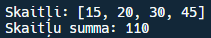 Skaitļi: [15, 20, 30, 45]
Skaitļu summa: 110